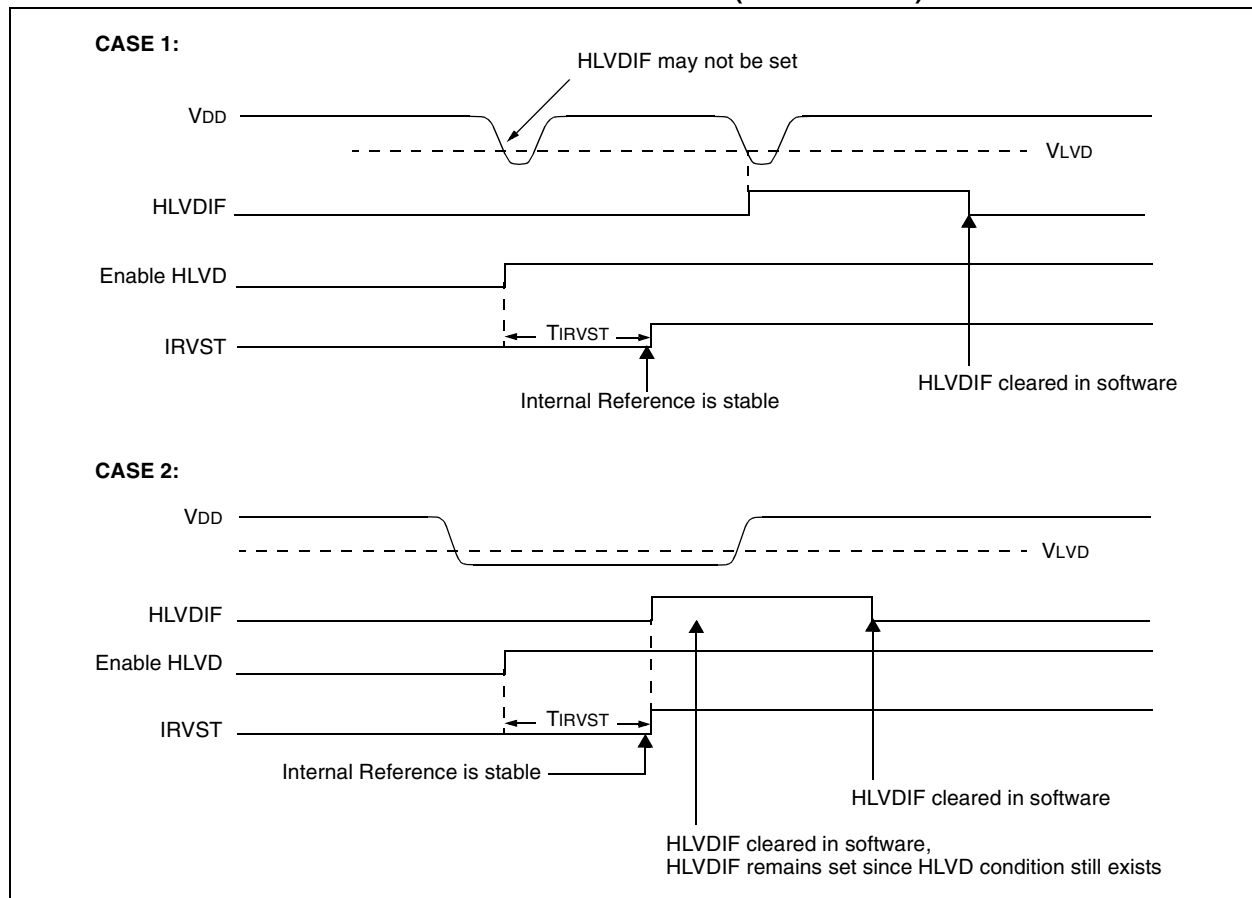 CASE 1:
HLVDIF may not be set
VDD
VLVD
HLVDIF
Enable HLVD
TIRVST
IRVST
HLVDIF cleared in software
Internal Reference is stable
CASE 2:
VDD
VLVD
HLVDIF
Enable HLVD
TIRVST
IRVST
Internal Reference is stable
HLVDIF cleared in software
HLVDIF cleared in software,
HLVDIF remains set since HLVD condition still exists